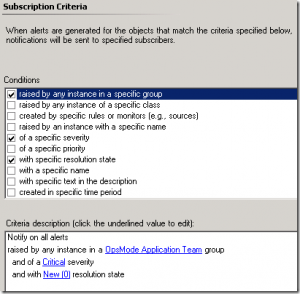 Subscription Criteria
When alerts are generated for the objects that match the criteria specified below,
notifications will be sent to specified subscribers.
Conditions
raised by any instance in a specific group
raised by any instance of a specific class
created by specific rules or monitors (e.g., sources)
raised by an instance with a specific name
of a specific severity
of a specific priority
with specific resolution state
with a specific name
with specific text in the description
created in specific time period
Criteria description (click the underlined value to edit):
Notify on all alerts
raised by any instance in a OpsMode Application Team group
and of a Critical severity
and with New (0) resolution state